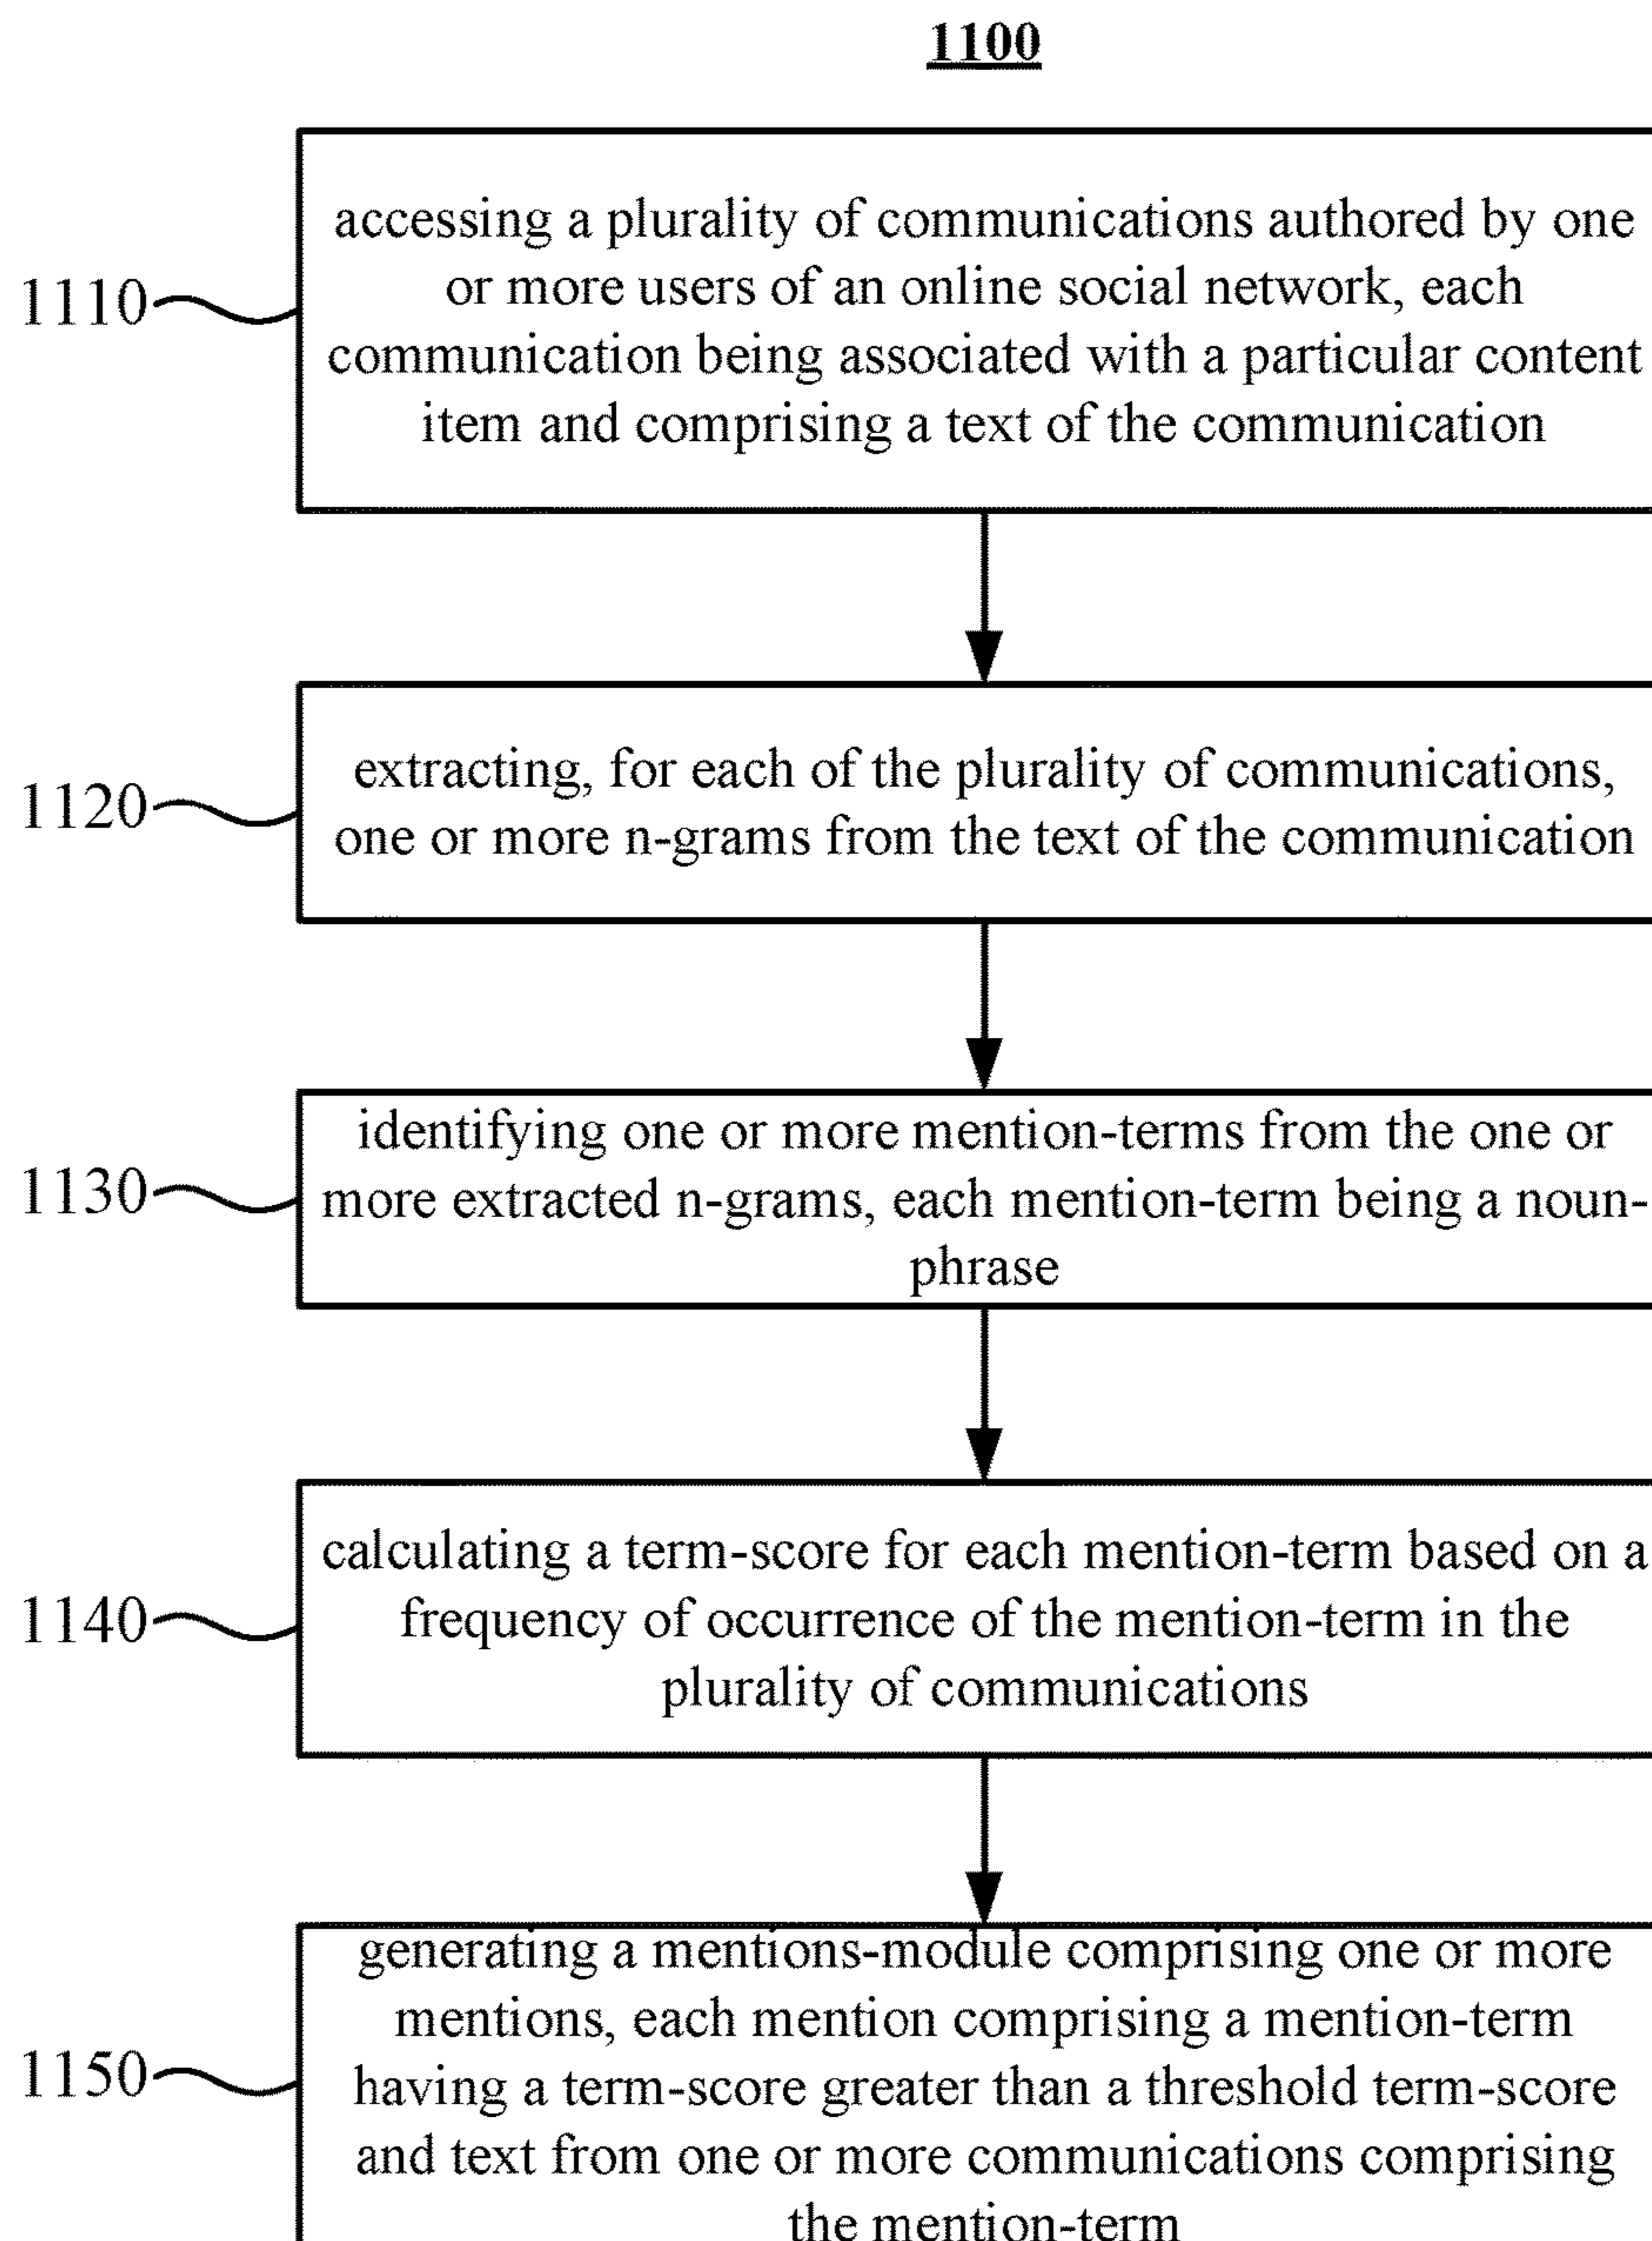 1100
1110
accessing a plurality of communications authored by one
or more users of an online social network, each
communication being associated with a particular content
item and comprising a text of the communication
1120
extracting, for each of the plurality of communications,
one or more n-grams from the text of the communication
1130
identifying one or more mention-terms from the one or
more extracted n-grams, each mention-term being a noun-
phrase
1140
calculating a term-score for each mention-term based on a
frequency of occurrence of the mention-term in the
plurality of communications
1150
generating a mentions-module comprising one or more
mentions, each mention comprising a mention-term
having a term-score greater than a threshold term-score
and text from one or more communications comprising
the mention-term